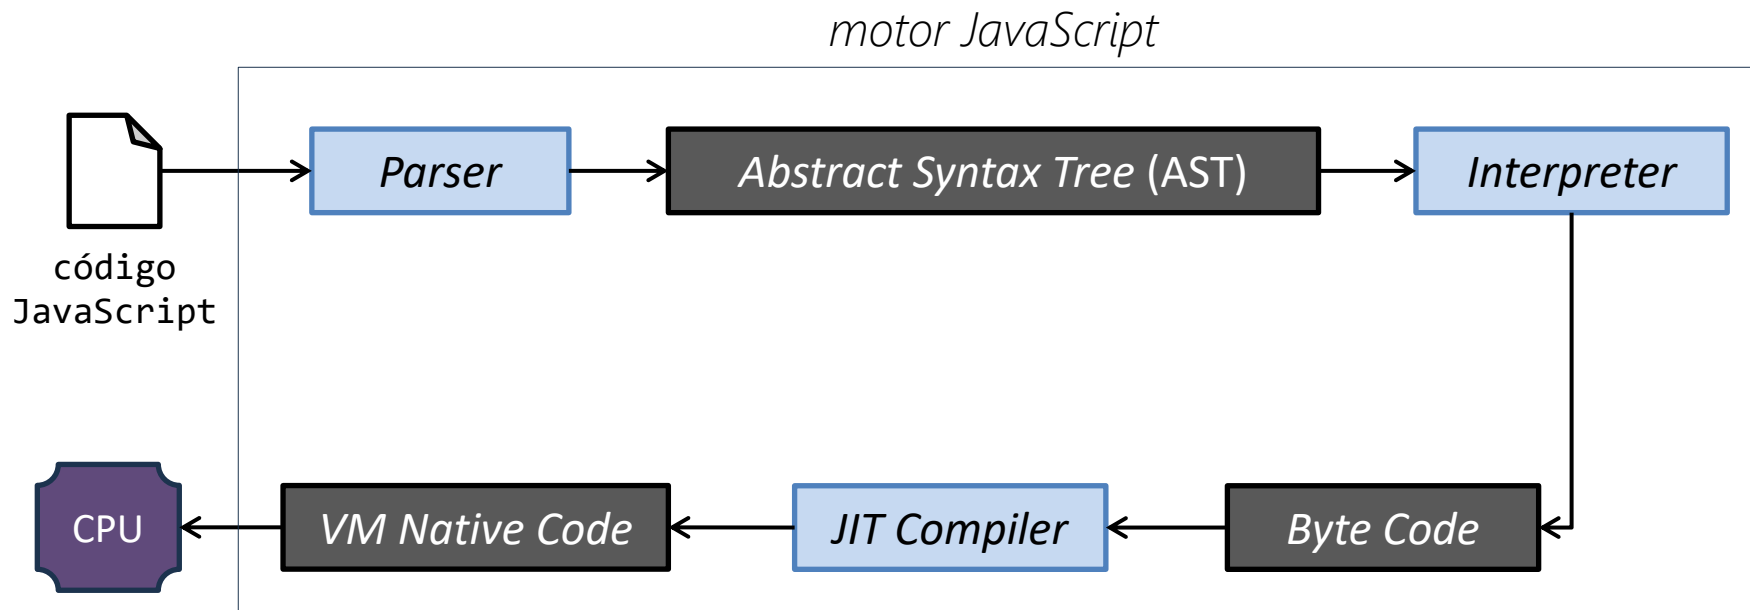 motor JavaScript
Parser
Abstract Syntax Tree (AST)
Interpreter
código
JavaScript
CPU
VM Native Code
JIT Compiler
Byte Code